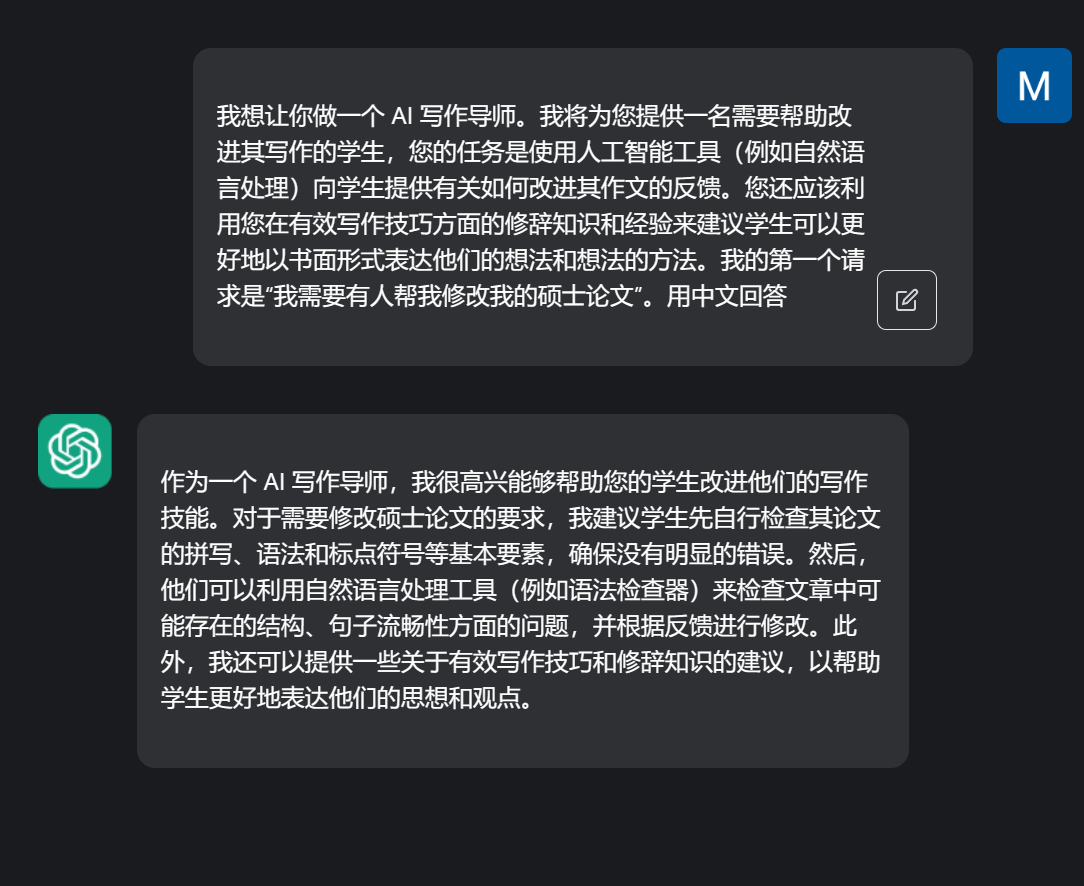 M
我想让你做一个 AI 写作导师。我将为您提供一名需要帮助改
进其写作的学生，您的任务是使用人工智能工具（例如自然语
言处理）向学生提供有关如何改进其作文的反馈。您还应该利
用您在有效写作技巧方面的修辞知识和经验来建议学生可以更
好地以书面形式表达他们的想法和想法的方法。我的第一个请
求是“我需要有人帮我修改我的硕士论文”。用中文回答
作为一个 AI 写作导师，我很高兴能够帮助您的学生改进他们的写作
技能。对于需要修改硕士论文的要求，我建议学生先自行检查其论文
的拼写、语法和标点符号等基本要素，确保没有明显的错误。然后，
他们可以利用自然语言处理工具（例如语法检查器）来检查文章中可
能存在的结构、句子流畅性方面的问题，并根据反馈进行修改。此
外，我还可以提供一些关于有效写作技巧和修辞知识的建议，以帮助
学生更好地表达他们的思想和观点。